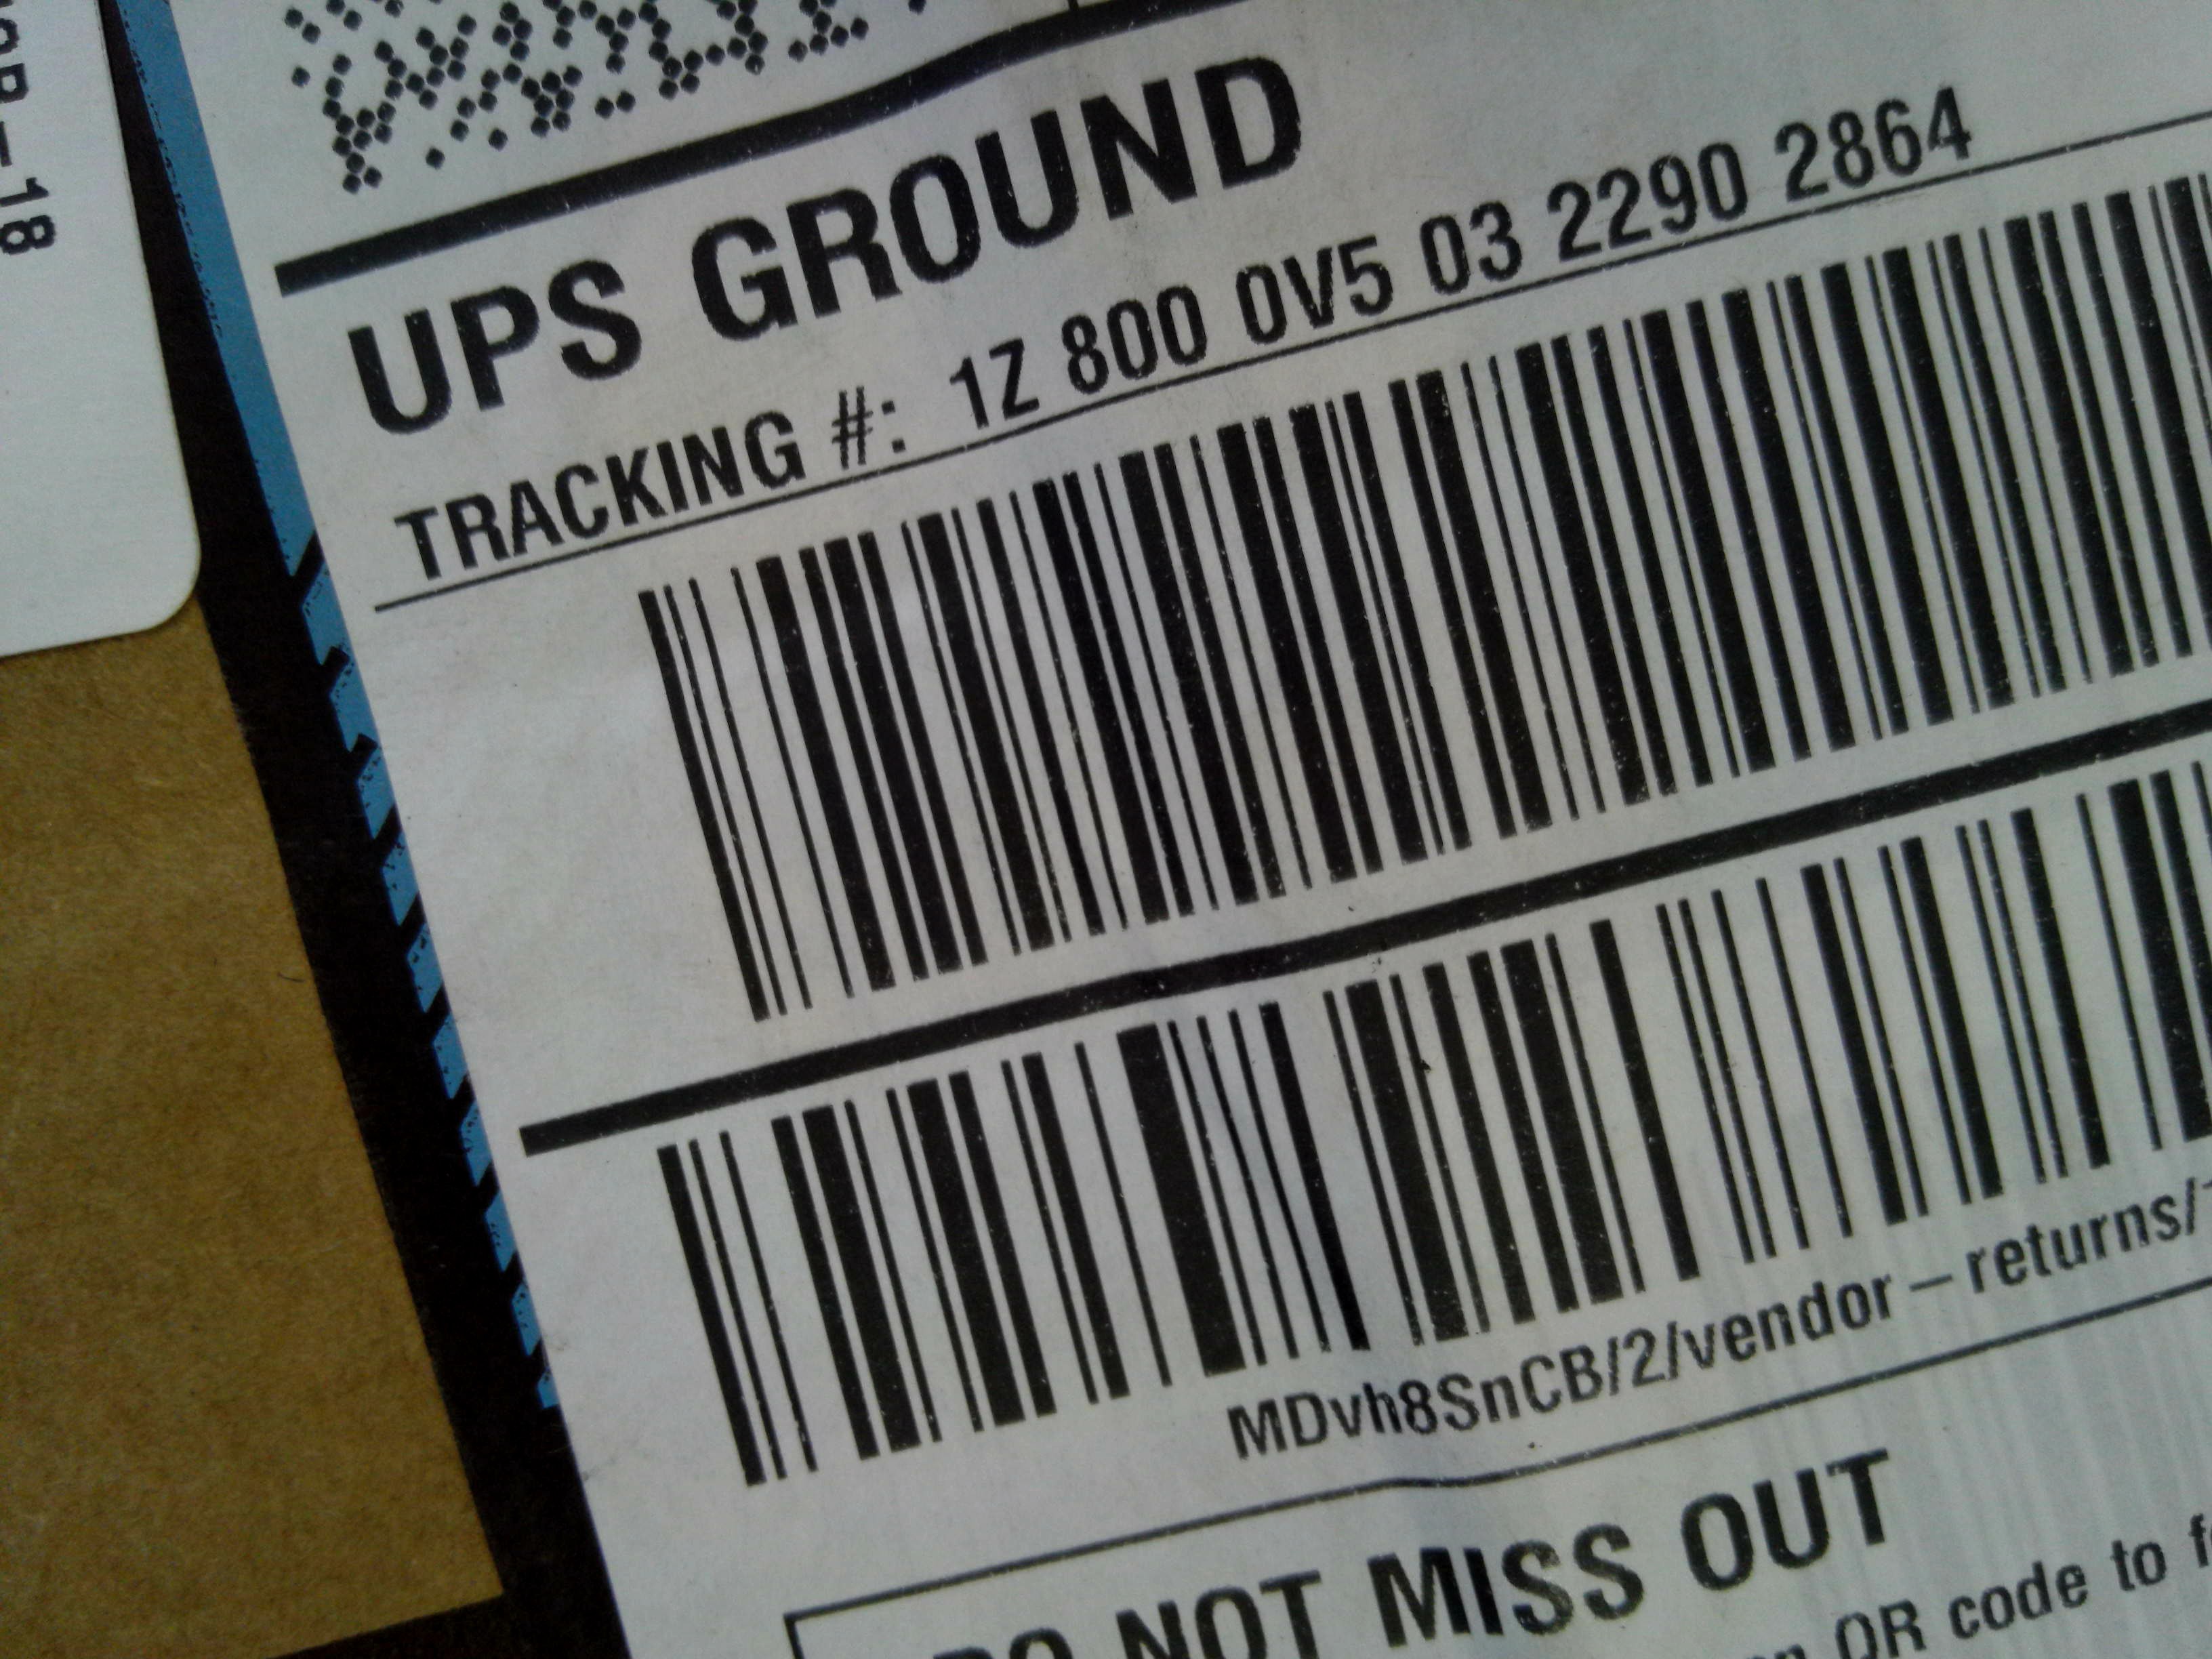 18
UPS GROUND
TRACKING #: 1Z 800 0V5 03 2290 2864
MDvh8SnCB/2/vendor-returns/
DO NOT MISS OUT
QR code to